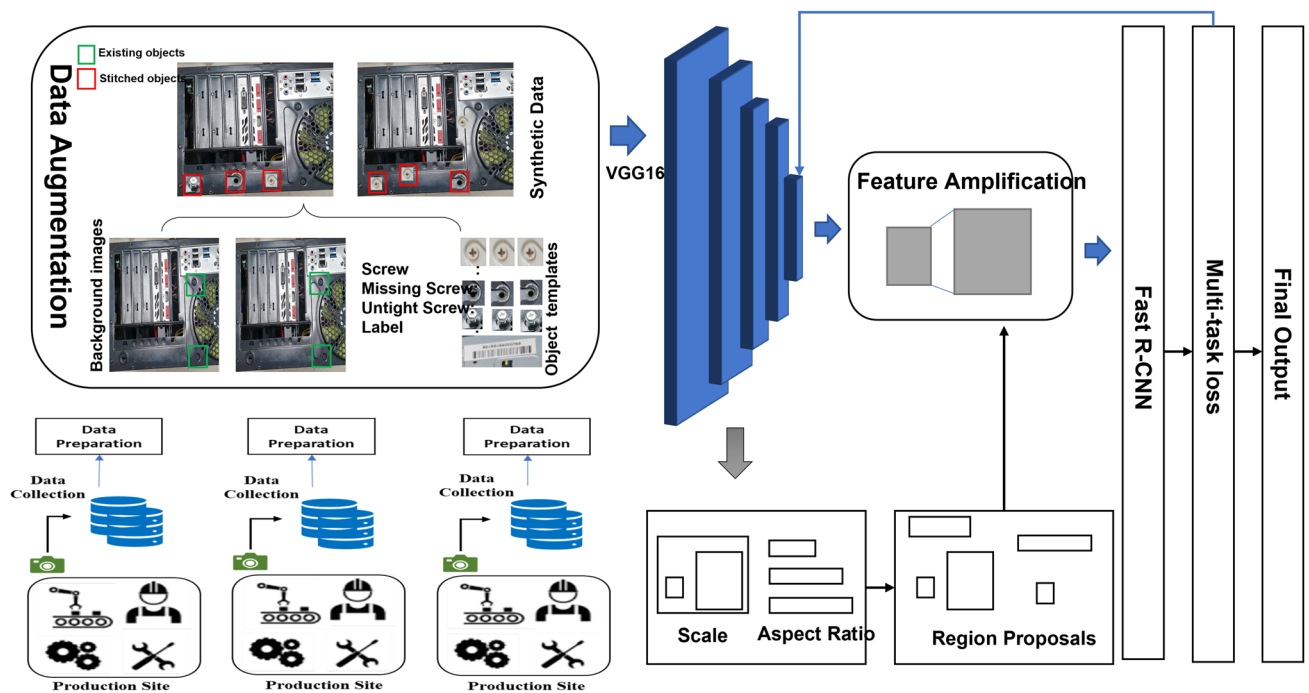 Existing objects
Stitched objects
Data Augmentation
Synthetic Data
Background images
Screw
Missing Screw
Untight Screw
Label
Object templates
VGG16
Feature Amplification
Fast R-CNN
Multi-task loss
Final Output
Scale
Aspect Ratio
Region Proposals
Data
Preparation
Data
Preparation
Data
Preparation
Data
Collection
Data
Collection
Data
Collection
Production Site
Production Site
Production Site